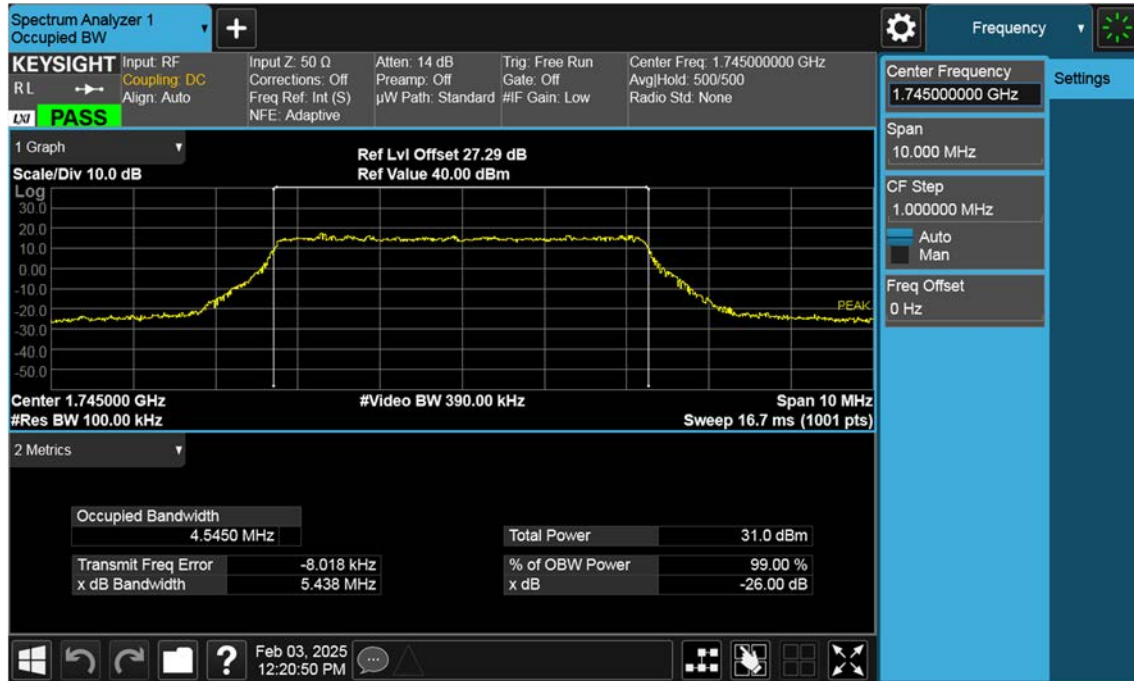 Spectrum Analyzer 1
Occupied BW
Frequency
KEYSIGHT
R L
LXI
PASS
Input: RF
Coupling: DC
Align: Auto
Input Z: 50 Ω
Corrections: Off
Freq Ref: Int (S)
NFE: Adaptive
Atten: 14 dB
Preamp: Off
µW Path: Standard
Trig: Free Run
Gate: Off
#IF Gain: Low
Center Freq: 1.745000000 GHz
Avg|Hold: 500/500
Radio Std: None
1 Graph
Scale/Div 10.0 dB
Ref Lvl Offset 27.29 dB
Ref Value 40.00 dBm
Log
30.0
20.0
10.0
0.00
-10.0
-20.0
-30.0
-40.0
-50.0
PEAK
Center 1.745000 GHz
#Video BW 390.00 kHz
Span 10 MHz
#Res BW 100.00 kHz
Sweep 16.7 ms (1001 pts)
2 Metrics
Occupied Bandwidth
4.5450 MHz
Total Power 31.0 dBm
Transmit Freq Error -8.018 kHz
% of OBW Power 99.00 %
x dB Bandwidth 5.438 MHz
x dB -26.00 dB
Center Frequency
1.745000000 GHz
Settings
Span
10.000 MHz
CF Step
1.000000 MHz
Auto
Man
Freq Offset
0 Hz
?
Feb 03, 2025
12:20:50 PM